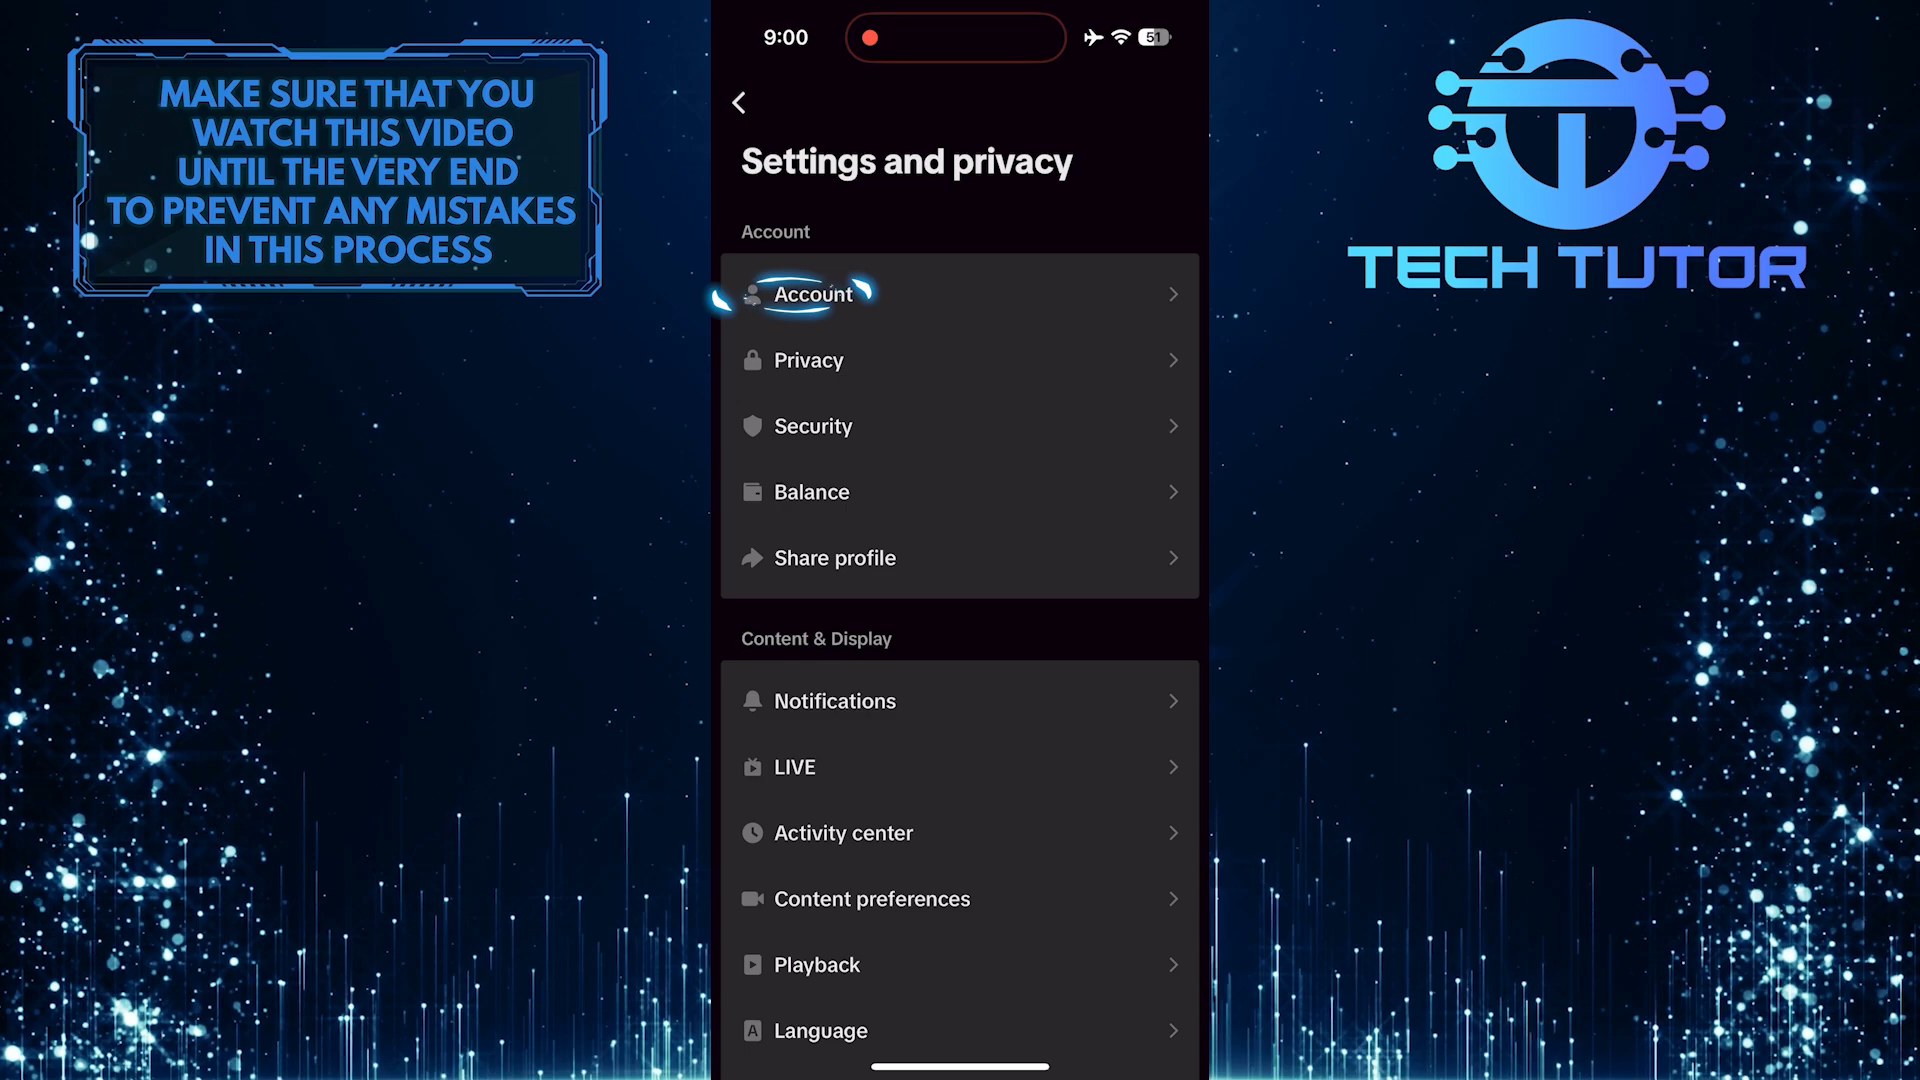 MAKE SURE THAT YOU
WATCH THIS VIDEO
UNTIL THE VERY END
TO PREVENT ANY MISTAKES
IN THIS PROCESS
9:00
51
Settings and privacy
Account
Account
Privacy
Security
Balance
Share profile
Content & Display
Notifications
LIVE
Activity center
Content preferences
Playback
A Language
TECH TUTOR